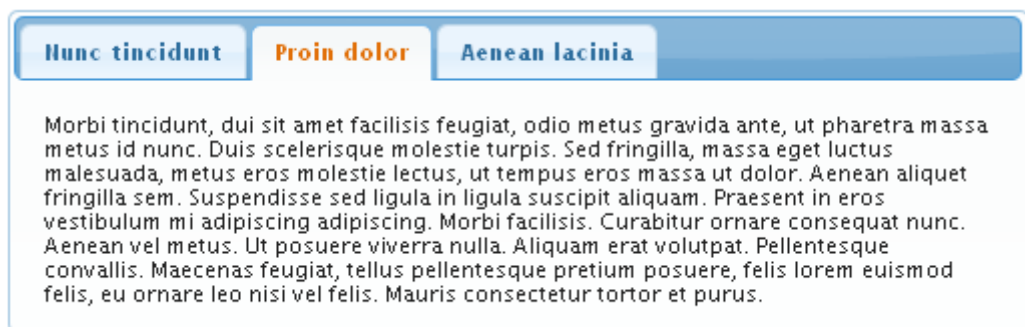 Nunc tincidunt Proin dolor Aenean lacinia
Morbi tincidunt, dui sit amet facilisis feugiat, odio metus gravida ante, ut pharetra massa
metus id nunc. Duis scelerisque molestie turpis. Sed fringilla, massa eget luctus
malesuada, metus eros molestie lectus, ut tempus eros massa ut dolor. Aenean aliquet
fringilla sem. Suspendisse sed ligula in ligula suscipit aliquam. Praesent in eros
vestibulum mi adipiscing adipiscing. Morbi facilisis. Curabitur ornare consequat nunc.
Aenean vel metus. Ut posuere viverra nulla. Aliquam erat volutpat. Pellentesque
convallis. Maecenas feugiat, tellus pellentesque pretium posuere, felis lorem euismod
felis, eu ornare leo nisi vel felis. Mauris consectetur tortor et purus.